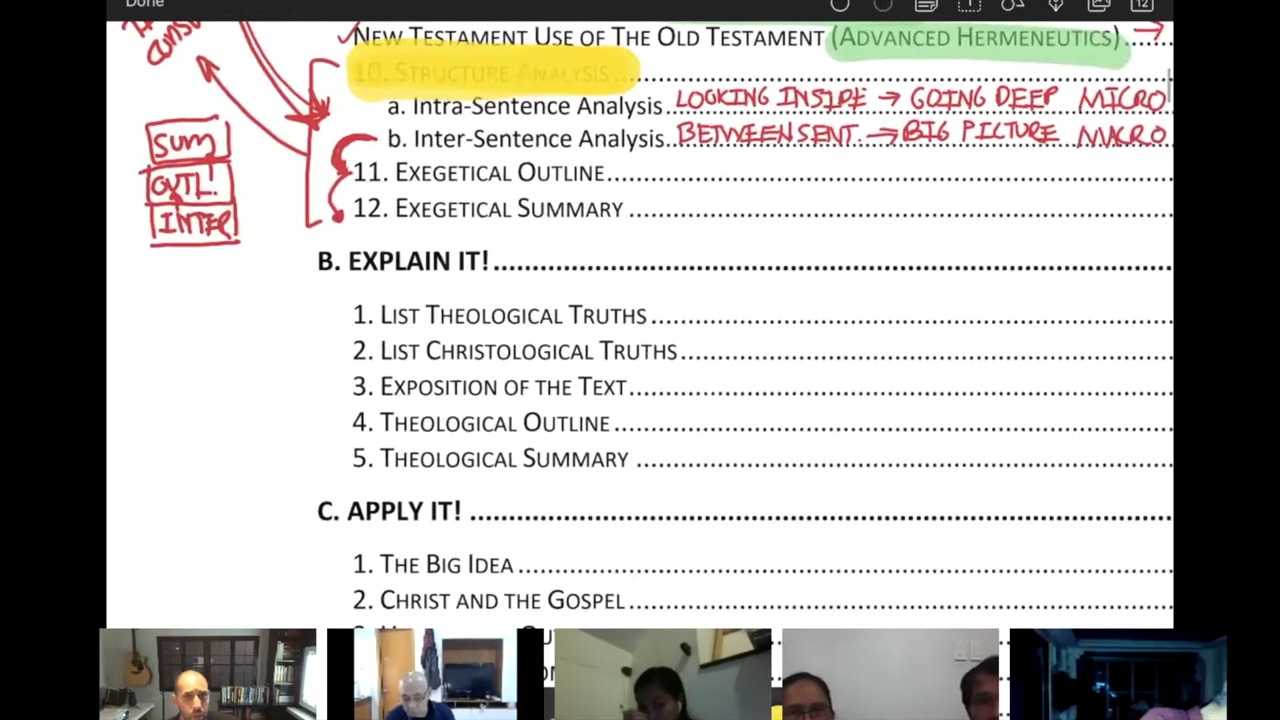 Done
12
NEW TESTAMENT USE OF THE OLD TESTAMENT (ADVANCED HERMENEUTICS)
10. STRUCTURE ANALYSIS
a. Intra-Sentence Analysis LOOKING INSIDE → GOING DEEP MICRO
b. Inter-Sentence Analysis BETWEEN SENT. → BIG PICTURE MACRO
SUM
OUTL.
INTER
11. EXEGETICAL OUTLINE
12. EXEGETICAL SUMMARY
B. EXPLAIN IT!
1. LIST THEOLOGICAL TRUTHS
2. LIST CHRISTOLOGICAL TRUTHS
3. EXPOSITION OF THE TEXT
4. THEOLOGICAL OUTLINE
5. THEOLOGICAL SUMMARY
C. APPLY IT!
1. THE BIG IDEA
2. CHRIST AND THE GOSPEL